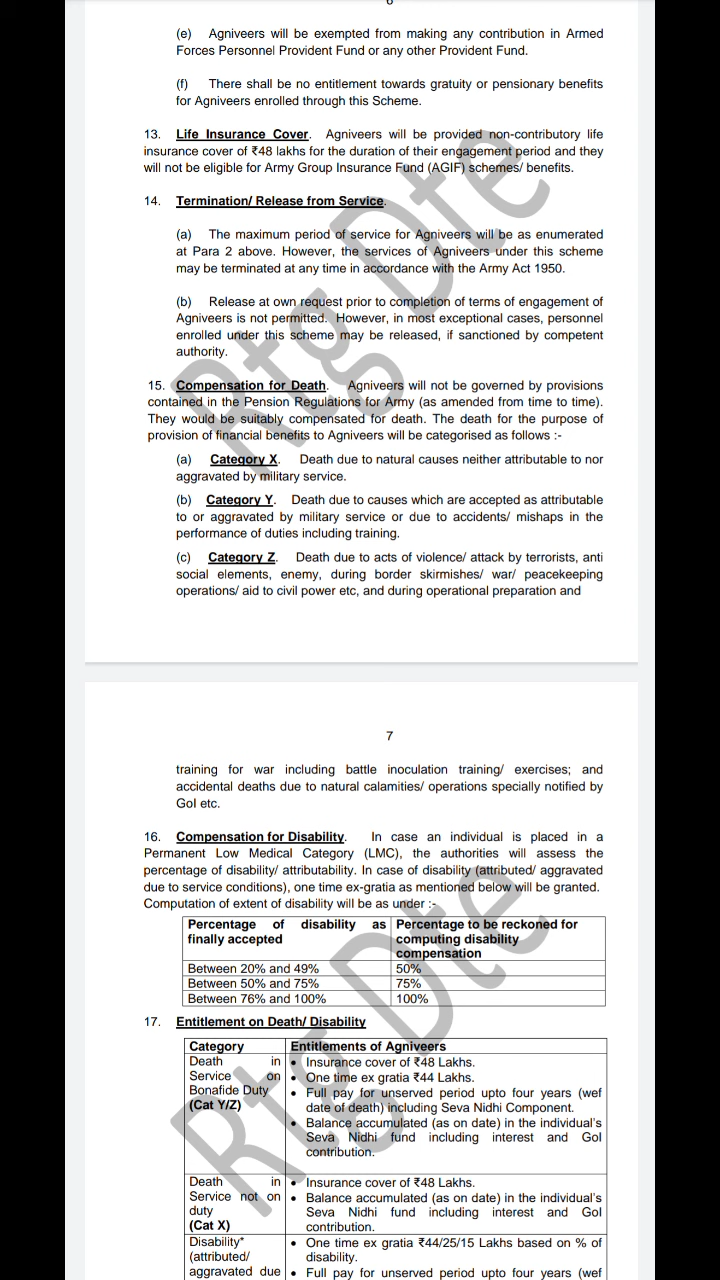 6
(e) Agniveers will be exempted from making any contribution in Armed
Forces Personnel Provident Fund or any other Provident Fund.
(f) There shall be no entitlement towards gratuity or pensionary benefits
for Agniveers enrolled through this Scheme.
13. Life Insurance Cover. Agniveers will be provided non-contributory life
insurance cover of ₹48 lakhs for the duration of their engagement period and they
will not be eligible for Army Group Insurance Fund (AGIF) schemes/ benefits.
14. Termination/ Release from Service.
(a) The maximum period of service for Agniveers will be as enumerated
at Para 2 above. However, the services of Agniveers under this scheme
may be terminated at any time in accordance with the Army Act 1950.
(b) Release at own request prior to completion of terms of engagement of
Agniveers is not permitted. However, in most exceptional cases, personnel
enrolled under this scheme may be released, if sanctioned by competent
authority.
15. Compensation for Death. Agniveers will not be governed by provisions
contained in the Pension Regulations for Army (as amended from time to time).
They would be suitably compensated for death. The death for the purpose of
provision of financial benefits to Agniveers will be categorised as follows :-
(a) Category X. Death due to natural causes neither attributable to nor
aggravated by military service.
(b) Category Y. Death due to causes which are accepted as attributable
to or aggravated by military service or due to accidents/ mishaps in the
performance of duties including training.
(c) Category Z. Death due to acts of violence/ attack by terrorists, anti
social elements, enemy, during border skirmishes/ war/ peacekeeping
operations/ aid to civil power etc, and during operational preparation and
Rtg Dte
7
training for war including battle inoculation training/ exercises; and
accidental deaths due to natural calamities/ operations specially notified by
GoI etc.
16. Compensation for Disability. In case an individual is placed in a
Permanent Low Medical Category (LMC), the authorities will assess the
percentage of disability/ attributability. In case of disability (attributed/ aggravated
due to service conditions), one time ex-gratia as mentioned below will be granted.
Computation of extent of disability will be as under :-
Percentage of disability as Percentage to be reckoned for
finally accepted computing disability
compensation
Between 20% and 49% 50%
Between 50% and 75% 75%
Between 76% and 100% 100%
17. Entitlement on Death/ Disability
Category Entitlements of Agniveers
Death in • Insurance cover of ₹48 Lakhs.
Service on • One time ex gratia ₹44 Lakhs.
Bonafide Duty • Full pay for unserved period upto four years (wef
(Cat Y/Z) date of death) including Seva Nidhi Component.
• Balance accumulated (as on date) in the individual's
Seva Nidhi fund including interest and GoI
contribution.
Death in • Insurance cover of ₹48 Lakhs.
Service not on • Balance accumulated (as on date) in the individual's
duty Seva Nidhi fund including interest and GoI
(Cat X) contribution.
Disability* • One time ex gratia ₹44/25/15 Lakhs based on % of
(attributed/ disability.
aggravated due • Full pay for unserved period upto four years (wef
Rtg Dte